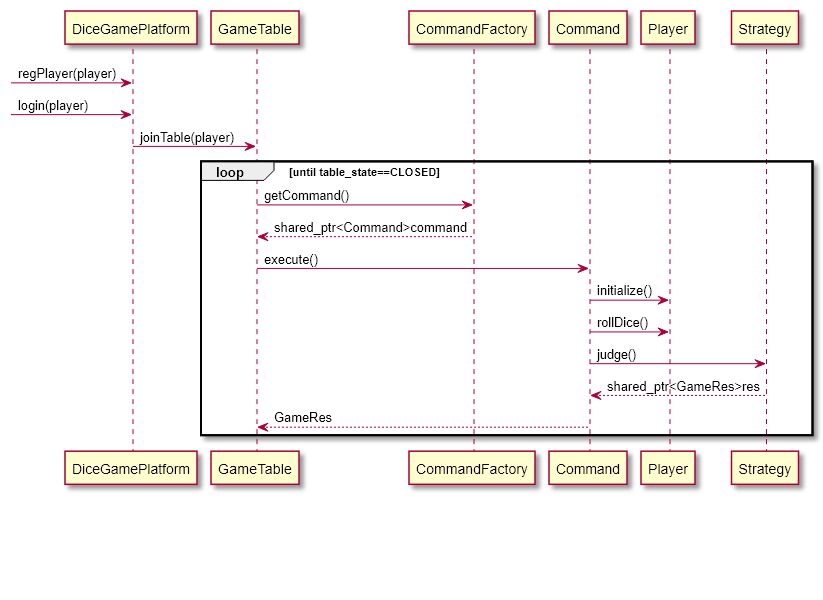 DiceGamePlatform GameTable CommandFactory Command Player Strategy
regPlayer(player)
login(player)
joinTable(player)
loop [until table_state==CLOSED]
getCommand()
shared_ptr<Command>command
execute()
initialize()
rollDice()
judge()
shared_ptr<GameRes>res
GameRes
DiceGamePlatform GameTable CommandFactory Command Player Strategy